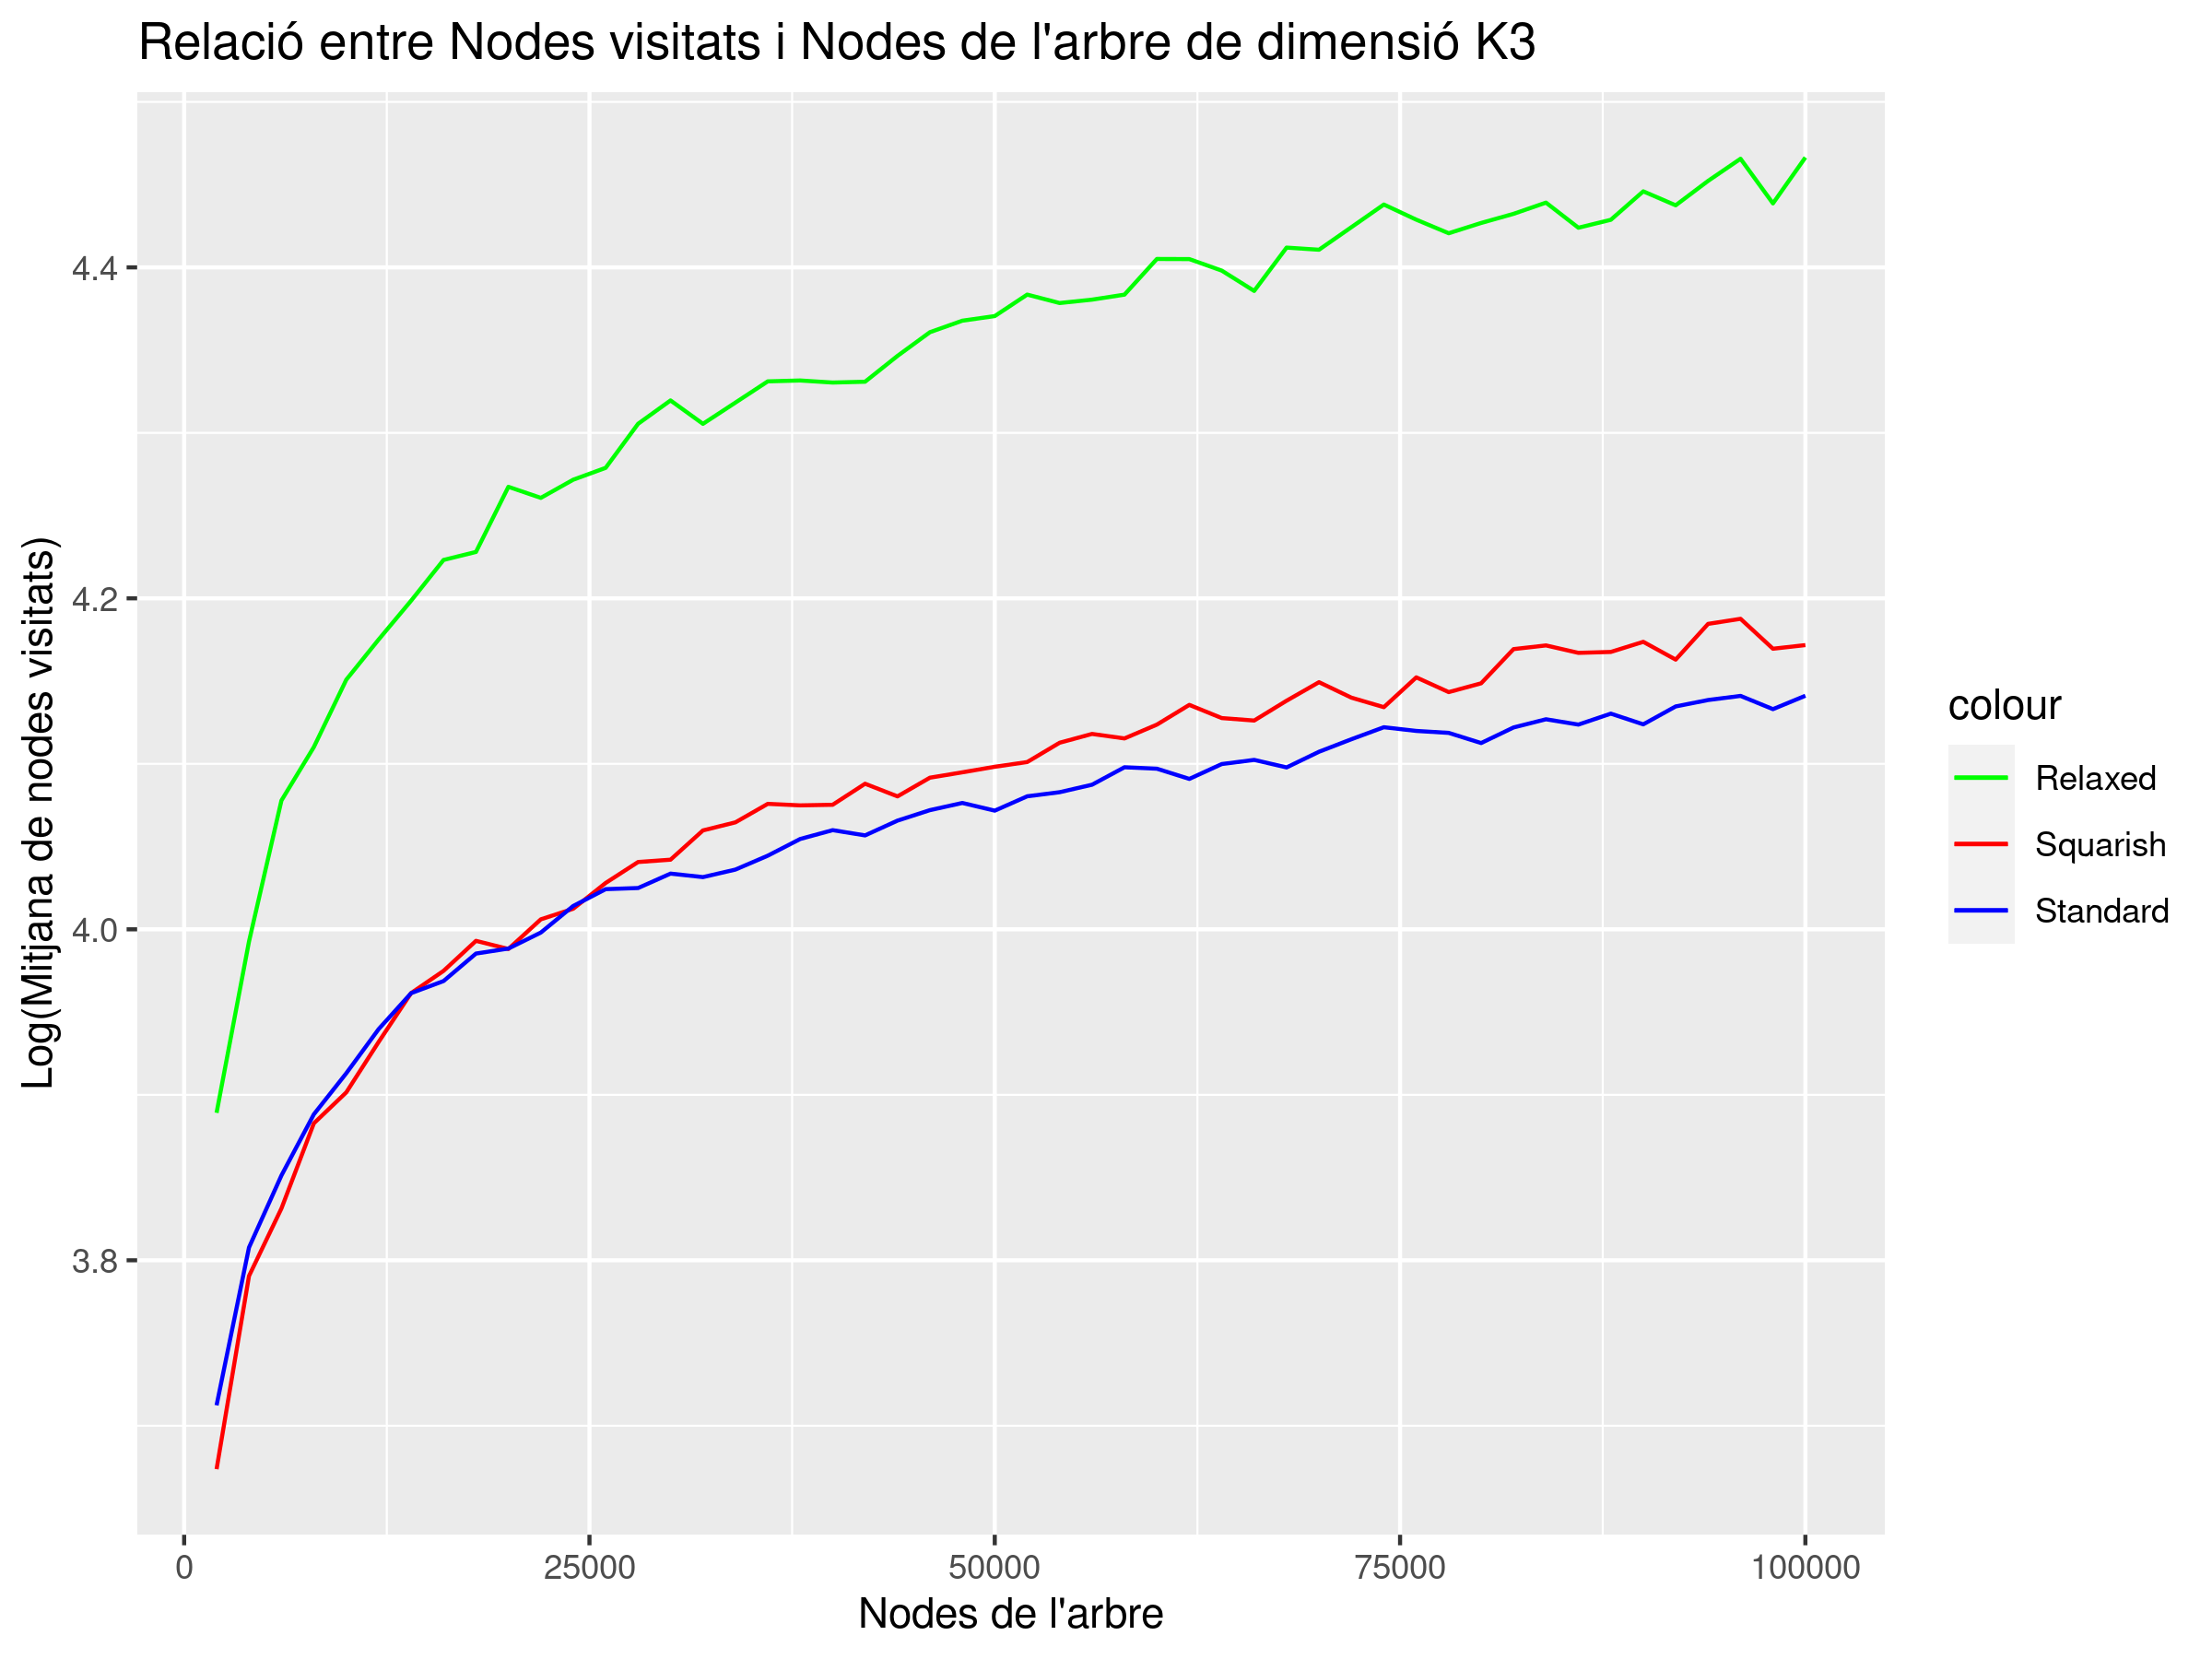 Relació entre Nodes visitats i Nodes de l'arbre de dimensió K3
Log(Mitjana de nodes visitats)
4.4
4.2
4.0
3.8
0
25000
50000
75000
100000
Nodes de l'arbre
colour
Relaxed
Squarish
Standard